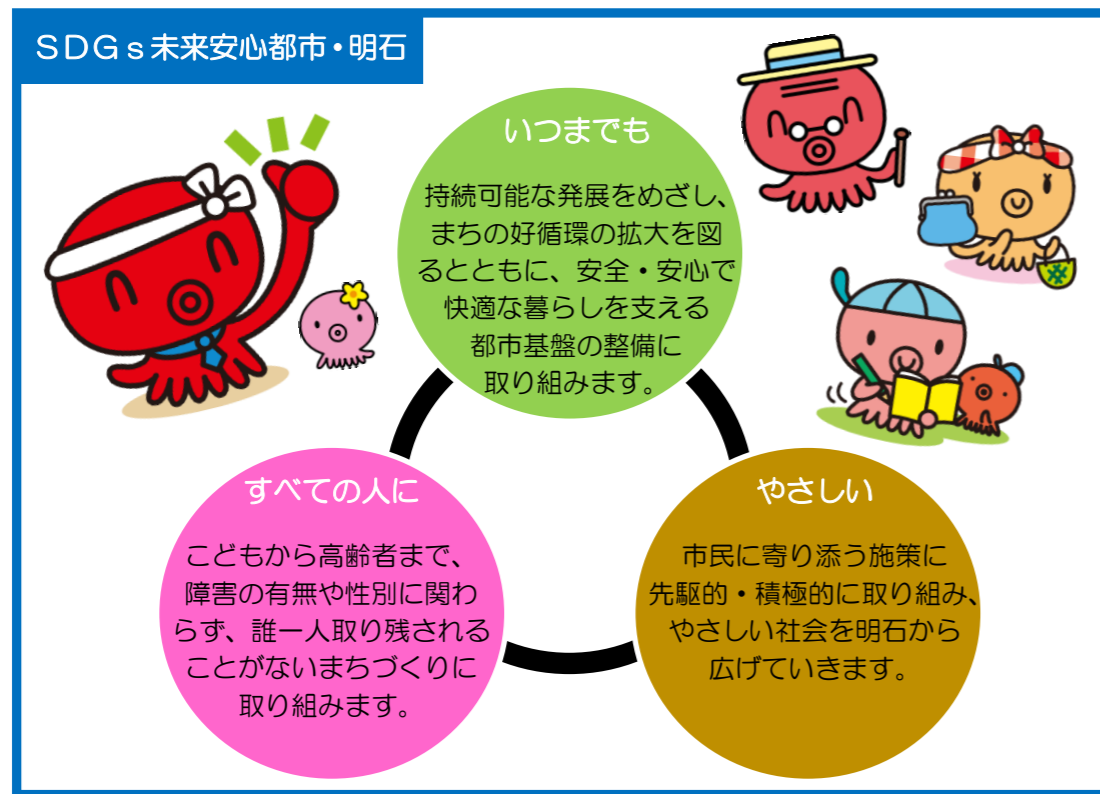 SDGs未来安心都市・明石
いつまでも
持続可能な発展をめざし、
まちの好循環の拡大を図
るとともに、安全・安心で
快適な暮らしを支える
都市基盤の整備に
取り組みます。
すべての人に
こどもから高齢者まで、
障害の有無や性別に関わ
らず、誰一人取り残される
ことがないまちづくりに
取り組みます。
やさしい
市民に寄り添う施策に
先駆的・積極的に取り組み、
やさしい社会を明石から
広げていきます。